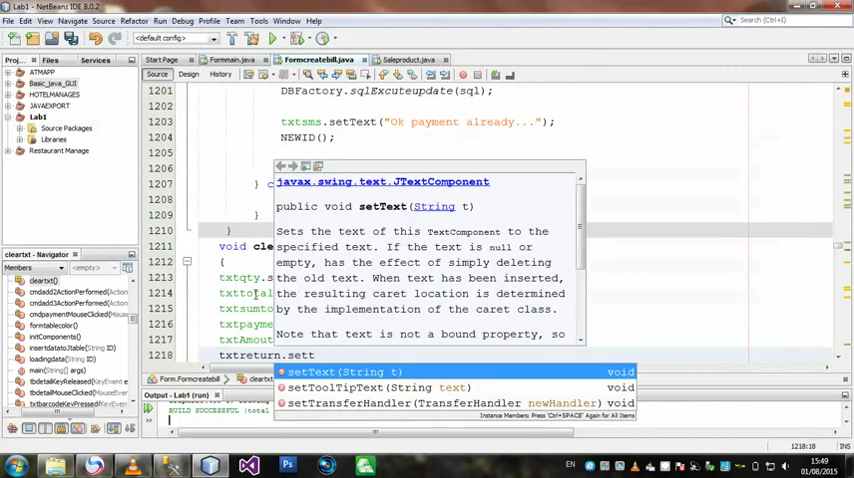 Lab1 - NetBeans IDE 8.0.2
File Edit View Navigate Source Refactor Run Debug Profile Team Tools Window Help
Search (Ctrl+I)
<default config>
Proj... Files Services
Start Page Formmain.java Formcreatebill.java Saleproduct.java
Source Design History
ATMAPP
Basic_java_GUI
HOTELMANAGES
JAVAEXPORT
Lab1
Source Packages
Libraries
Restaurant Manage
1201 DBFactory.sqlExcuteupdate(sql);
1202
1203 txtsms.setText("Ok payment already...");
1204 NEWID();
1205
1206
1207 } c
1208
1209 }
1210 }
1211 void clea
1212 {
1213 txtqty.s
1214 txttotal
1215 txtsumto
1216 txtpayme
1217 txtAmout
1218 txtreturn.sett
javax.swing.text.JTextComponent
public void setText(String t)
Sets the text of this TextComponent to the
specified text. If the text is null or
empty, has the effect of simply deleting
the old text. When text has been inserted,
the resulting caret location is determined
by the implementation of the caret class.
Note that text is not a bound property, so
setText(String t) void
setToolTipText(String text) void
setTransferHandler(TransferHandler newHandler) void
Instance Members; Press 'Ctrl+SPACE' Again for All Items
cleartxt - Navigator
Members <empty>
cleartxt()
cmdadd2ActionPerformed(ActionEvent
cmdadd3ActionPerformed(ActionEvent
cmdpaymentMouseClicked(MouseEvent
formtablecolor()
initComponents()
insertdatatoJtable(String ID)
loadingdata(String ID)
main(String[] args)
tbdetailKeyReleased(KeyEvent e
tbdetailMouseClicked(MouseEvent
Form.Formcreatebill
Output - Lab1 (run)
BUILD SUCCESSFUL (total
1218:18 INS
EN
15:49
01/08/2015